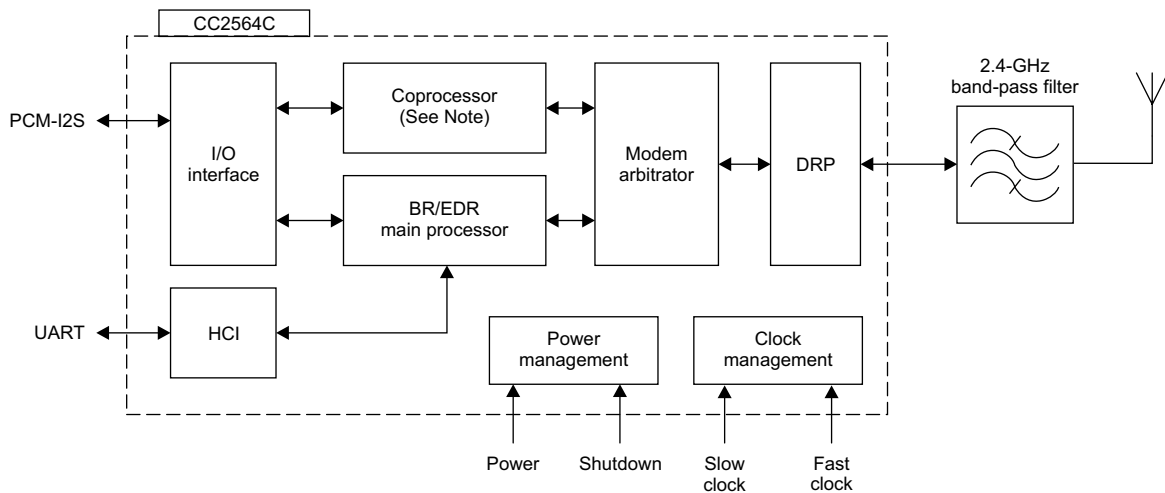 CC2564C
2.4-GHz
band-pass filter
PCM-I2S
I/O
interface
Coprocessor
(See Note)
BR/EDR
main processor
Modem
arbitrator
DRP
UART
HCI
Power
management
Clock
management
Power
Shutdown
Slow
clock
Fast
clock